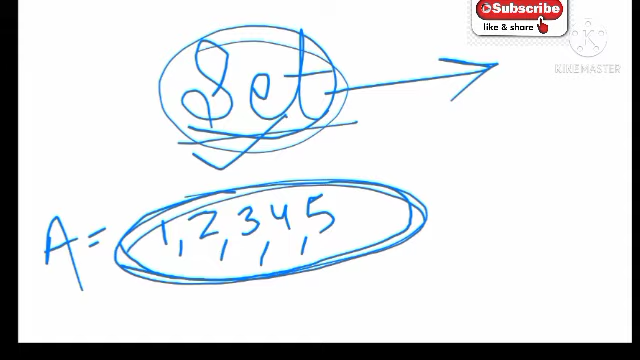 Subscribe
like & share
KINEMASTER
Set
A = 1, 2, 3, 4, 5